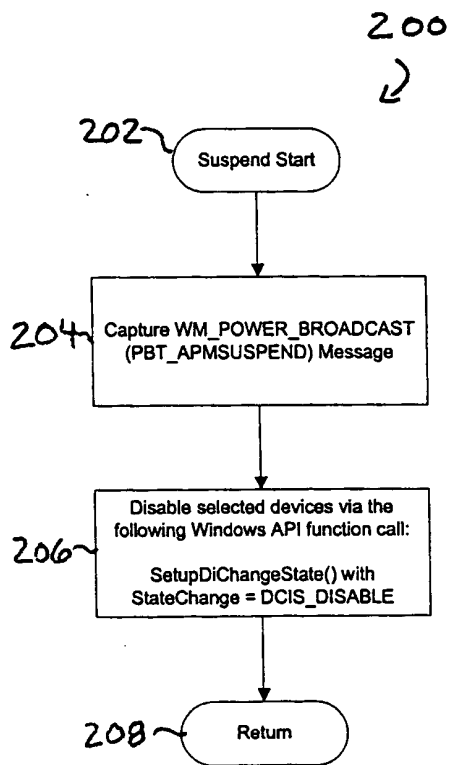 200
202
Suspend Start
204
Capture WM_POWER_BROADCAST
(PBT_APMSUSPEND) Message
206
Disable selected devices via the
following Windows API function call:
SetupDiChangeState() with
StateChange = DCIS_DISABLE
208
Return